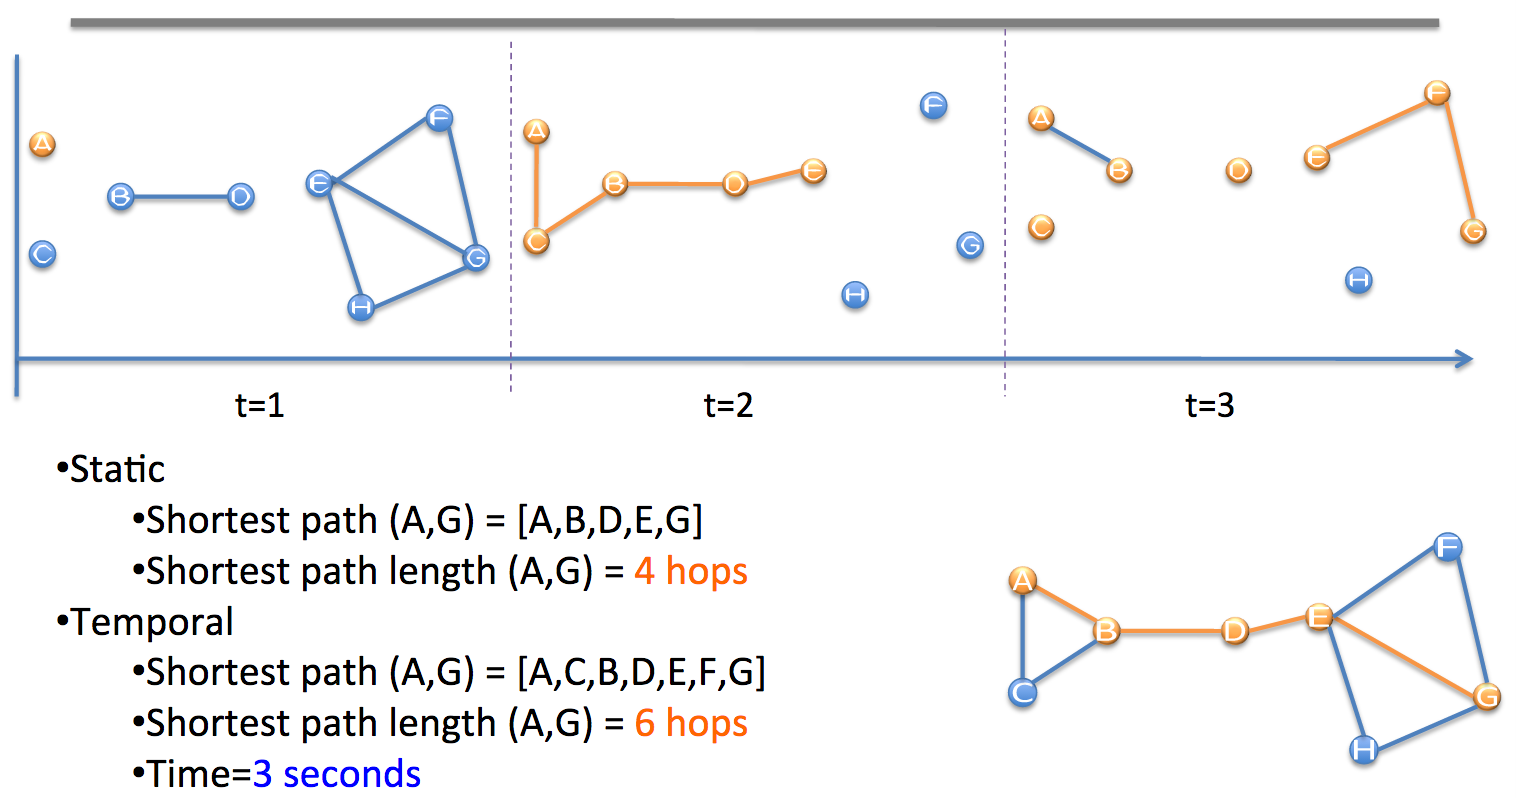 A
B
C
D
E
F
G
H
A
B
C
D
E
F
G
H
A
B
C
D
E
F
G
H
t=1 t=2 t=3
•Static
•Shortest path (A,G) = [A,B,D,E,G]
•Shortest path length (A,G) = 4 hops
•Temporal
•Shortest path (A,G) = [A,C,B,D,E,F,G]
•Shortest path length (A,G) = 6 hops
•Time=3 seconds
A
B
C
D
E
F
G
H